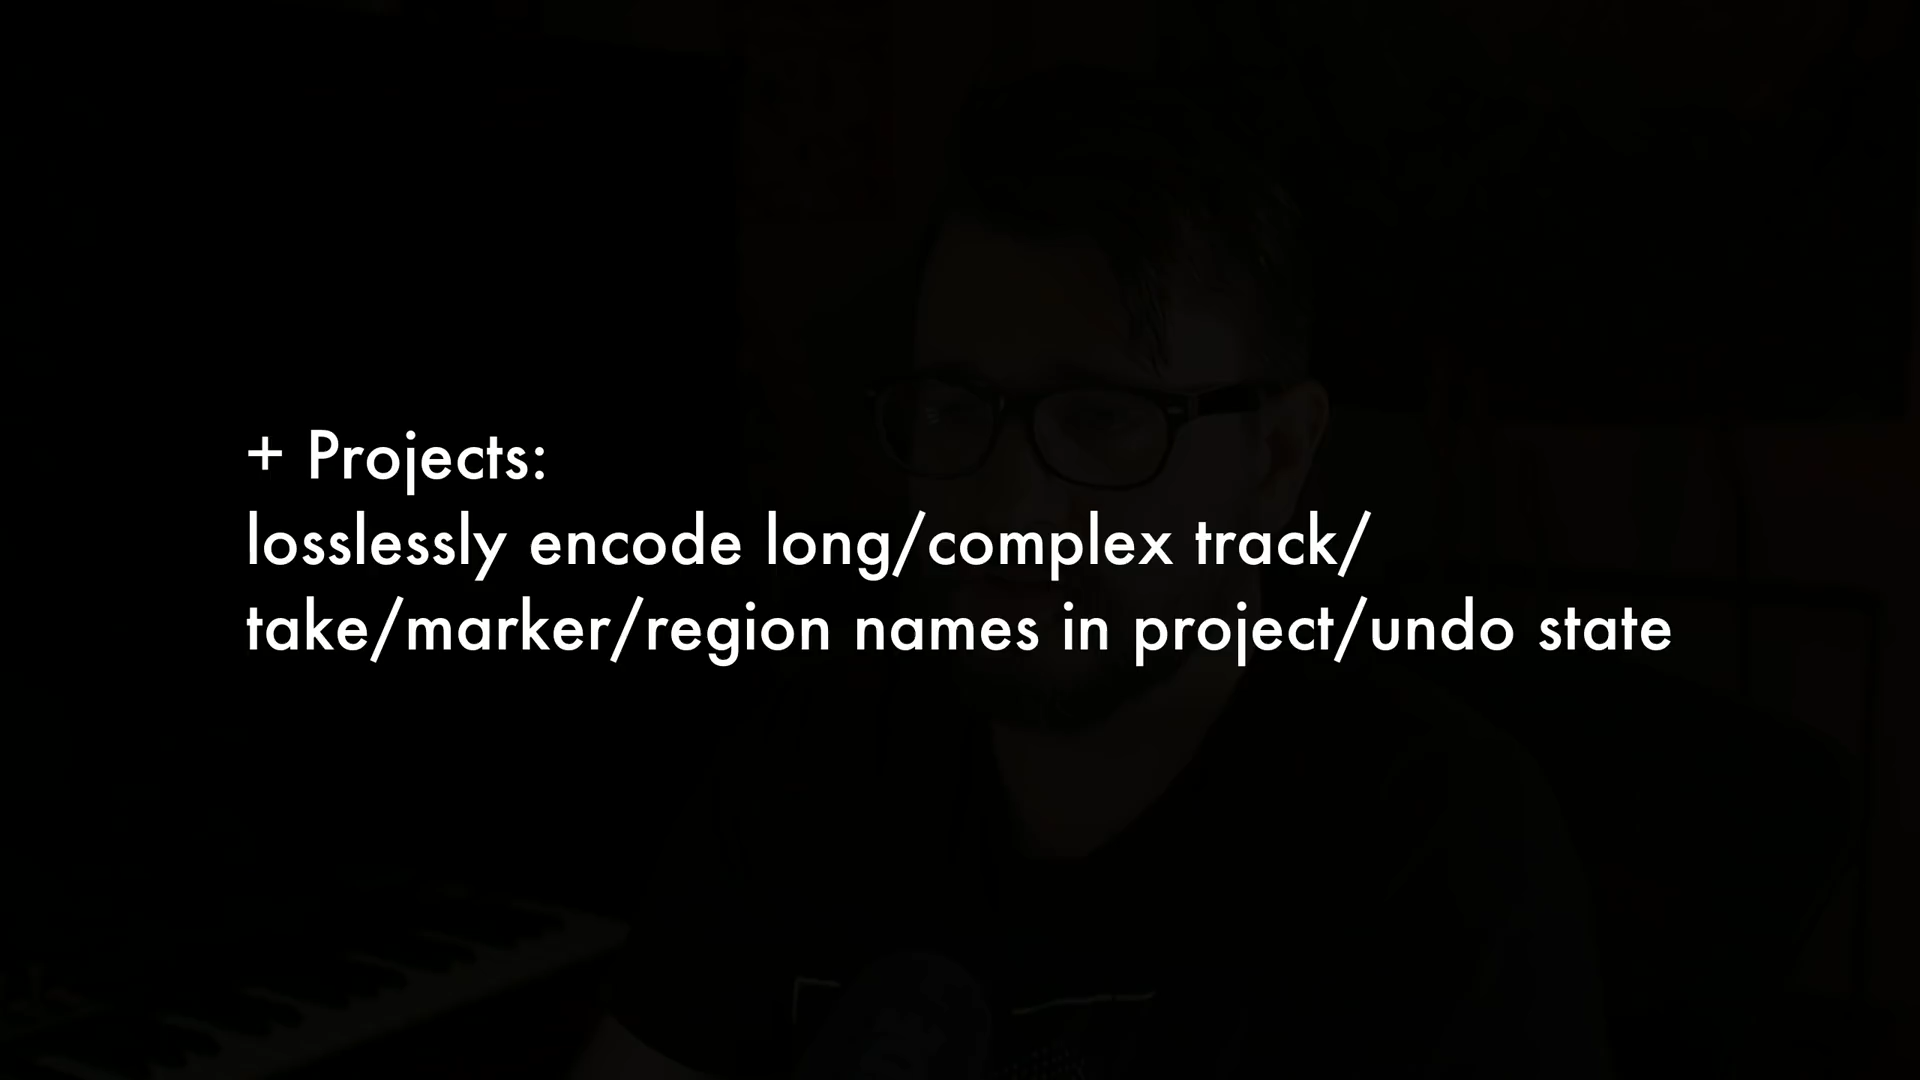 + Projects:
losslessly encode long/complex track/
take/marker/region names in project/undo state